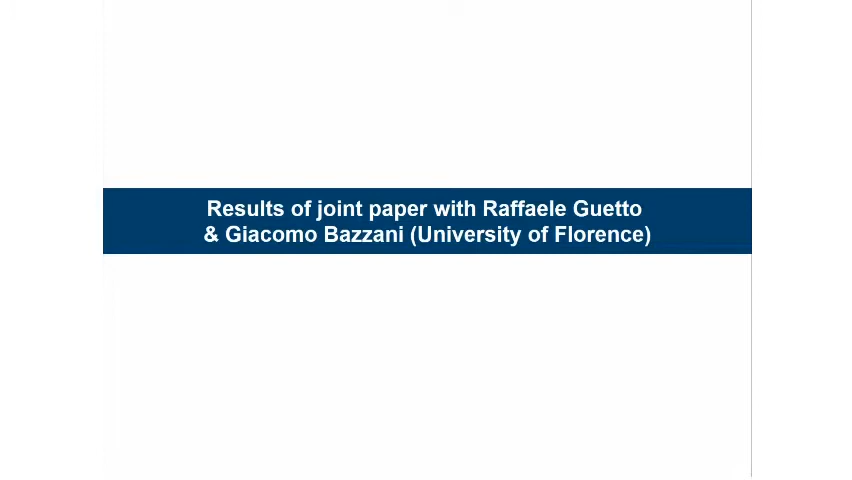 Results of joint paper with Raffaele Guetto
& Giacomo Bazzani (University of Florence)